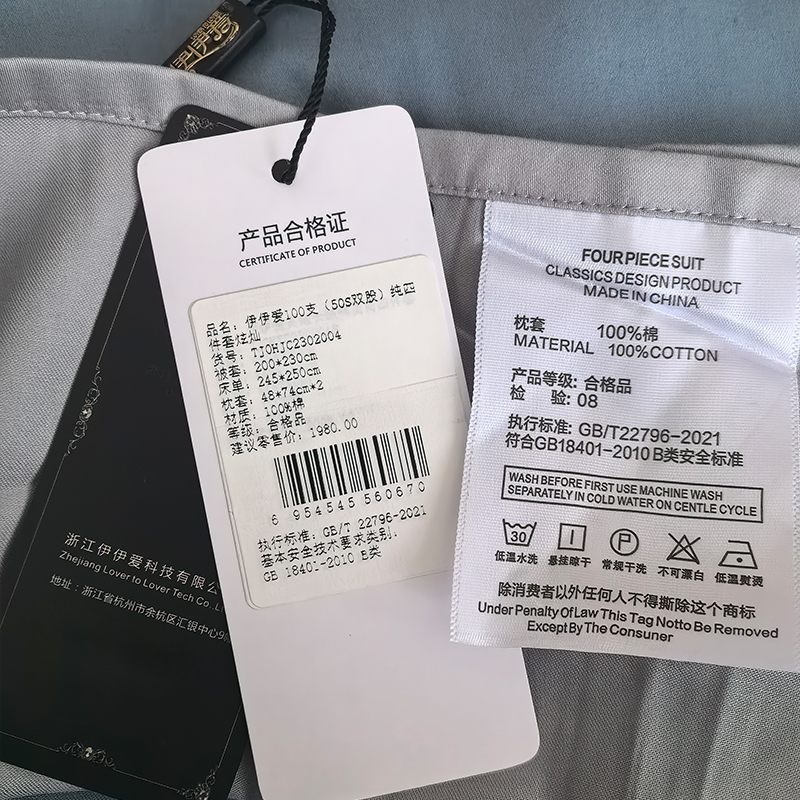 产品合格证
CERTIFICATE OF PRODUCT
品名：伊伊爱100支（50S双股）纯四
件套炫灿
货号：TJ0HJC2302004
被套：200*230cm
床单：245*250cm
枕套：48*74cm*2
材质：100%棉
等级：合格品
建议零售价：1980.00
6 954545 560670
执行标准：GB/T 22796-2021
基本安全技术要求类别：
GB 18401-2010 B类
浙江伊伊爱科技有限公
Zhejiang Lover to Lover Tech Co.,L
地址：浙江省杭州市余杭区汇银中心9
FOUR PIECE SUIT
CLASSICS DESIGN PRODUCT
MADE IN CHINA
枕套 100%棉
MATERIAL 100%COTTON
产品等级: 合格品
检 验: 08
执行标准: GB/T22796-2021
符合GB18401-2010 B类安全标准
WASH BEFORE FIRST USE MACHINE WASH
SEPARATELY IN COLD WATER ON CENTLE CYCLE
30 P
低温水洗 悬挂晾干 常规干洗 不可漂白 低温熨烫
除消费者以外任何人不得撕除这个商标
Under Penalty Of Law This Tag Notto Be Removed
Except By The Consuner